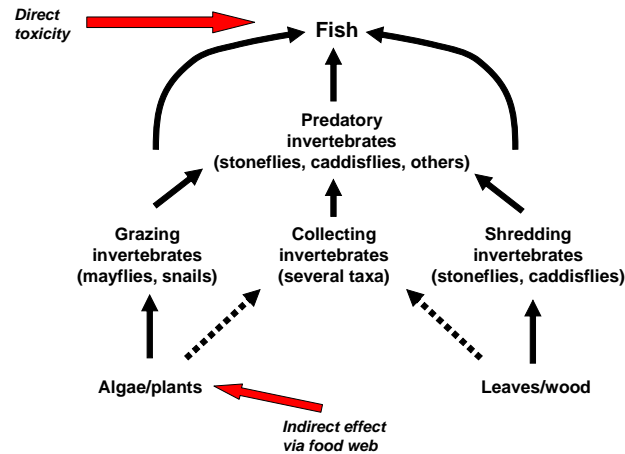 Direct
toxicity
Fish
Predatory
invertebrates
(stoneflies, caddisflies, others)
Grazing
invertebrates
(mayflies, snails)
Collecting
invertebrates
(several taxa)
Shredding
invertebrates
(stoneflies, caddisflies)
Algae/plants
Leaves/wood
Indirect effect
via food web